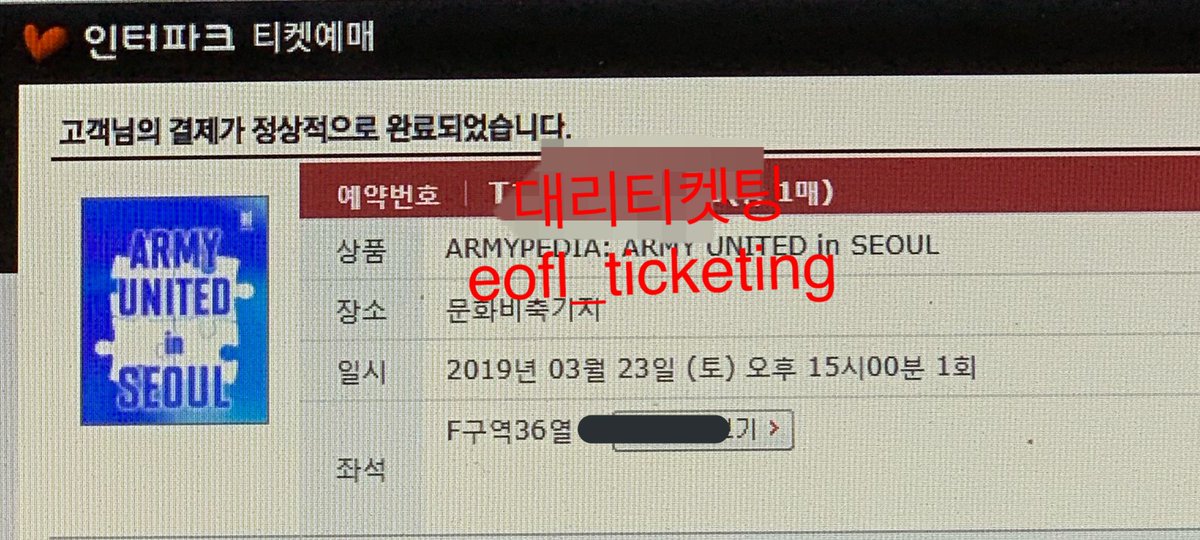 인터파크 티켓예매
고객님의 결제가 정상적으로 완료되었습니다.
예약번호 | 1매)
대리티켓팅
상품 ARMYPEDIA: ARMY UNITED in SEOUL
eofl_ticketing
장소 문화비축기지
일시 2019년 03월 23일 (토) 오후 15시00분 1회
F구역36열
좌석
ARMY
UNITED
in
SEOUL